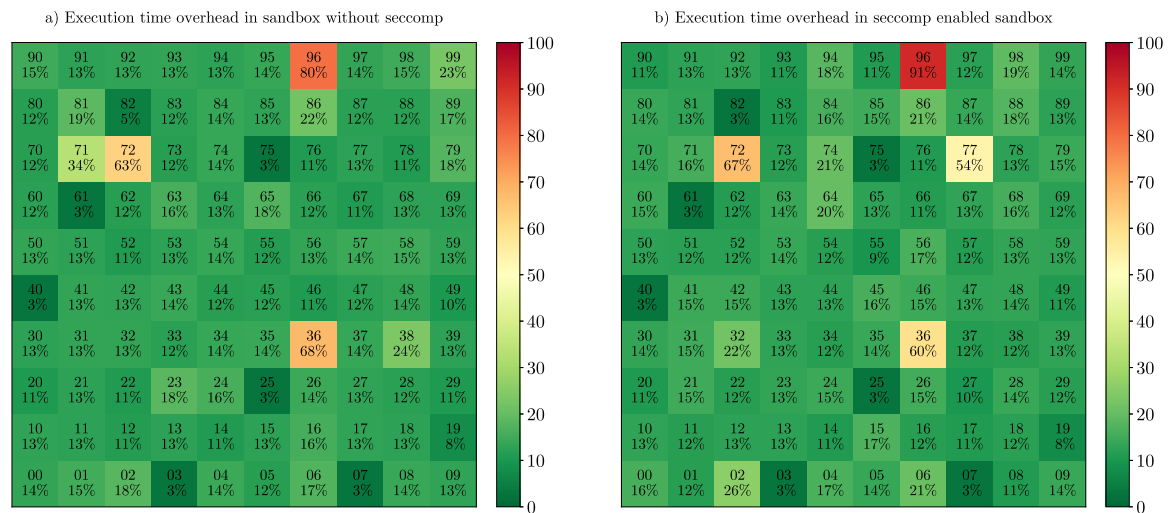 a) Execution time overhead in sandbox without seccomp
90 91 92 93 94 95 96 97 98 99
15% 13% 13% 13% 13% 14% 80% 14% 15% 23%
80 81 82 83 84 85 86 87 88 89
12% 19% 5% 12% 14% 13% 22% 12% 12% 17%
70 71 72 73 74 75 76 77 78 79
12% 34% 63% 12% 14% 3% 11% 13% 11% 18%
60 61 62 63 64 65 66 67 68 69
12% 3% 12% 16% 13% 18% 12% 11% 13% 13%
50 51 52 53 54 55 56 57 58 59
13% 13% 11% 13% 14% 12% 13% 14% 15% 13%
40 41 42 43 44 45 46 47 48 49
3% 13% 13% 14% 12% 12% 11% 12% 14% 10%
30 31 32 33 34 35 36 37 38 39
13% 13% 13% 12% 14% 14% 68% 14% 24% 13%
20 21 22 23 24 25 26 27 28 29
11% 13% 11% 18% 16% 3% 14% 13% 12% 11%
10 11 12 13 14 15 16 17 18 19
13% 12% 11% 13% 11% 13% 16% 13% 13% 8%
00 01 02 03 04 05 06 07 08 09
14% 15% 18% 3% 14% 12% 17% 3% 14% 13%
100
90
80
70
60
50
40
30
20
10
0
b) Execution time overhead in seccomp enabled sandbox
90 91 92 93 94 95 96 97 98 99
11% 13% 13% 11% 18% 11% 91% 12% 19% 14%
80 81 82 83 84 85 86 87 88 89
14% 13% 3% 11% 16% 15% 21% 14% 18% 13%
70 71 72 73 74 75 76 77 78 79
14% 16% 67% 12% 21% 3% 11% 54% 13% 15%
60 61 62 63 64 65 66 67 68 69
15% 3% 12% 14% 20% 13% 11% 13% 16% 12%
50 51 52 53 54 55 56 57 58 59
13% 12% 12% 12% 14% 9% 17% 12% 13% 13%
40 41 42 43 44 45 46 47 48 49
3% 15% 15% 13% 13% 16% 15% 13% 12% 11%
30 31 32 33 34 35 36 37 38 39
14% 15% 22% 13% 12% 14% 60% 12% 12% 13%
20 21 22 23 24 25 26 27 28 29
11% 15% 12% 12% 13% 3% 15% 10% 14% 12%
10 11 12 13 14 15 16 17 18 19
13% 12% 13% 13% 11% 17% 12% 11% 12% 8%
00 01 02 03 04 05 06 07 08 09
16% 12% 26% 3% 17% 14% 21% 3% 11% 14%
100
90
80
70
60
50
40
30
20
10
0